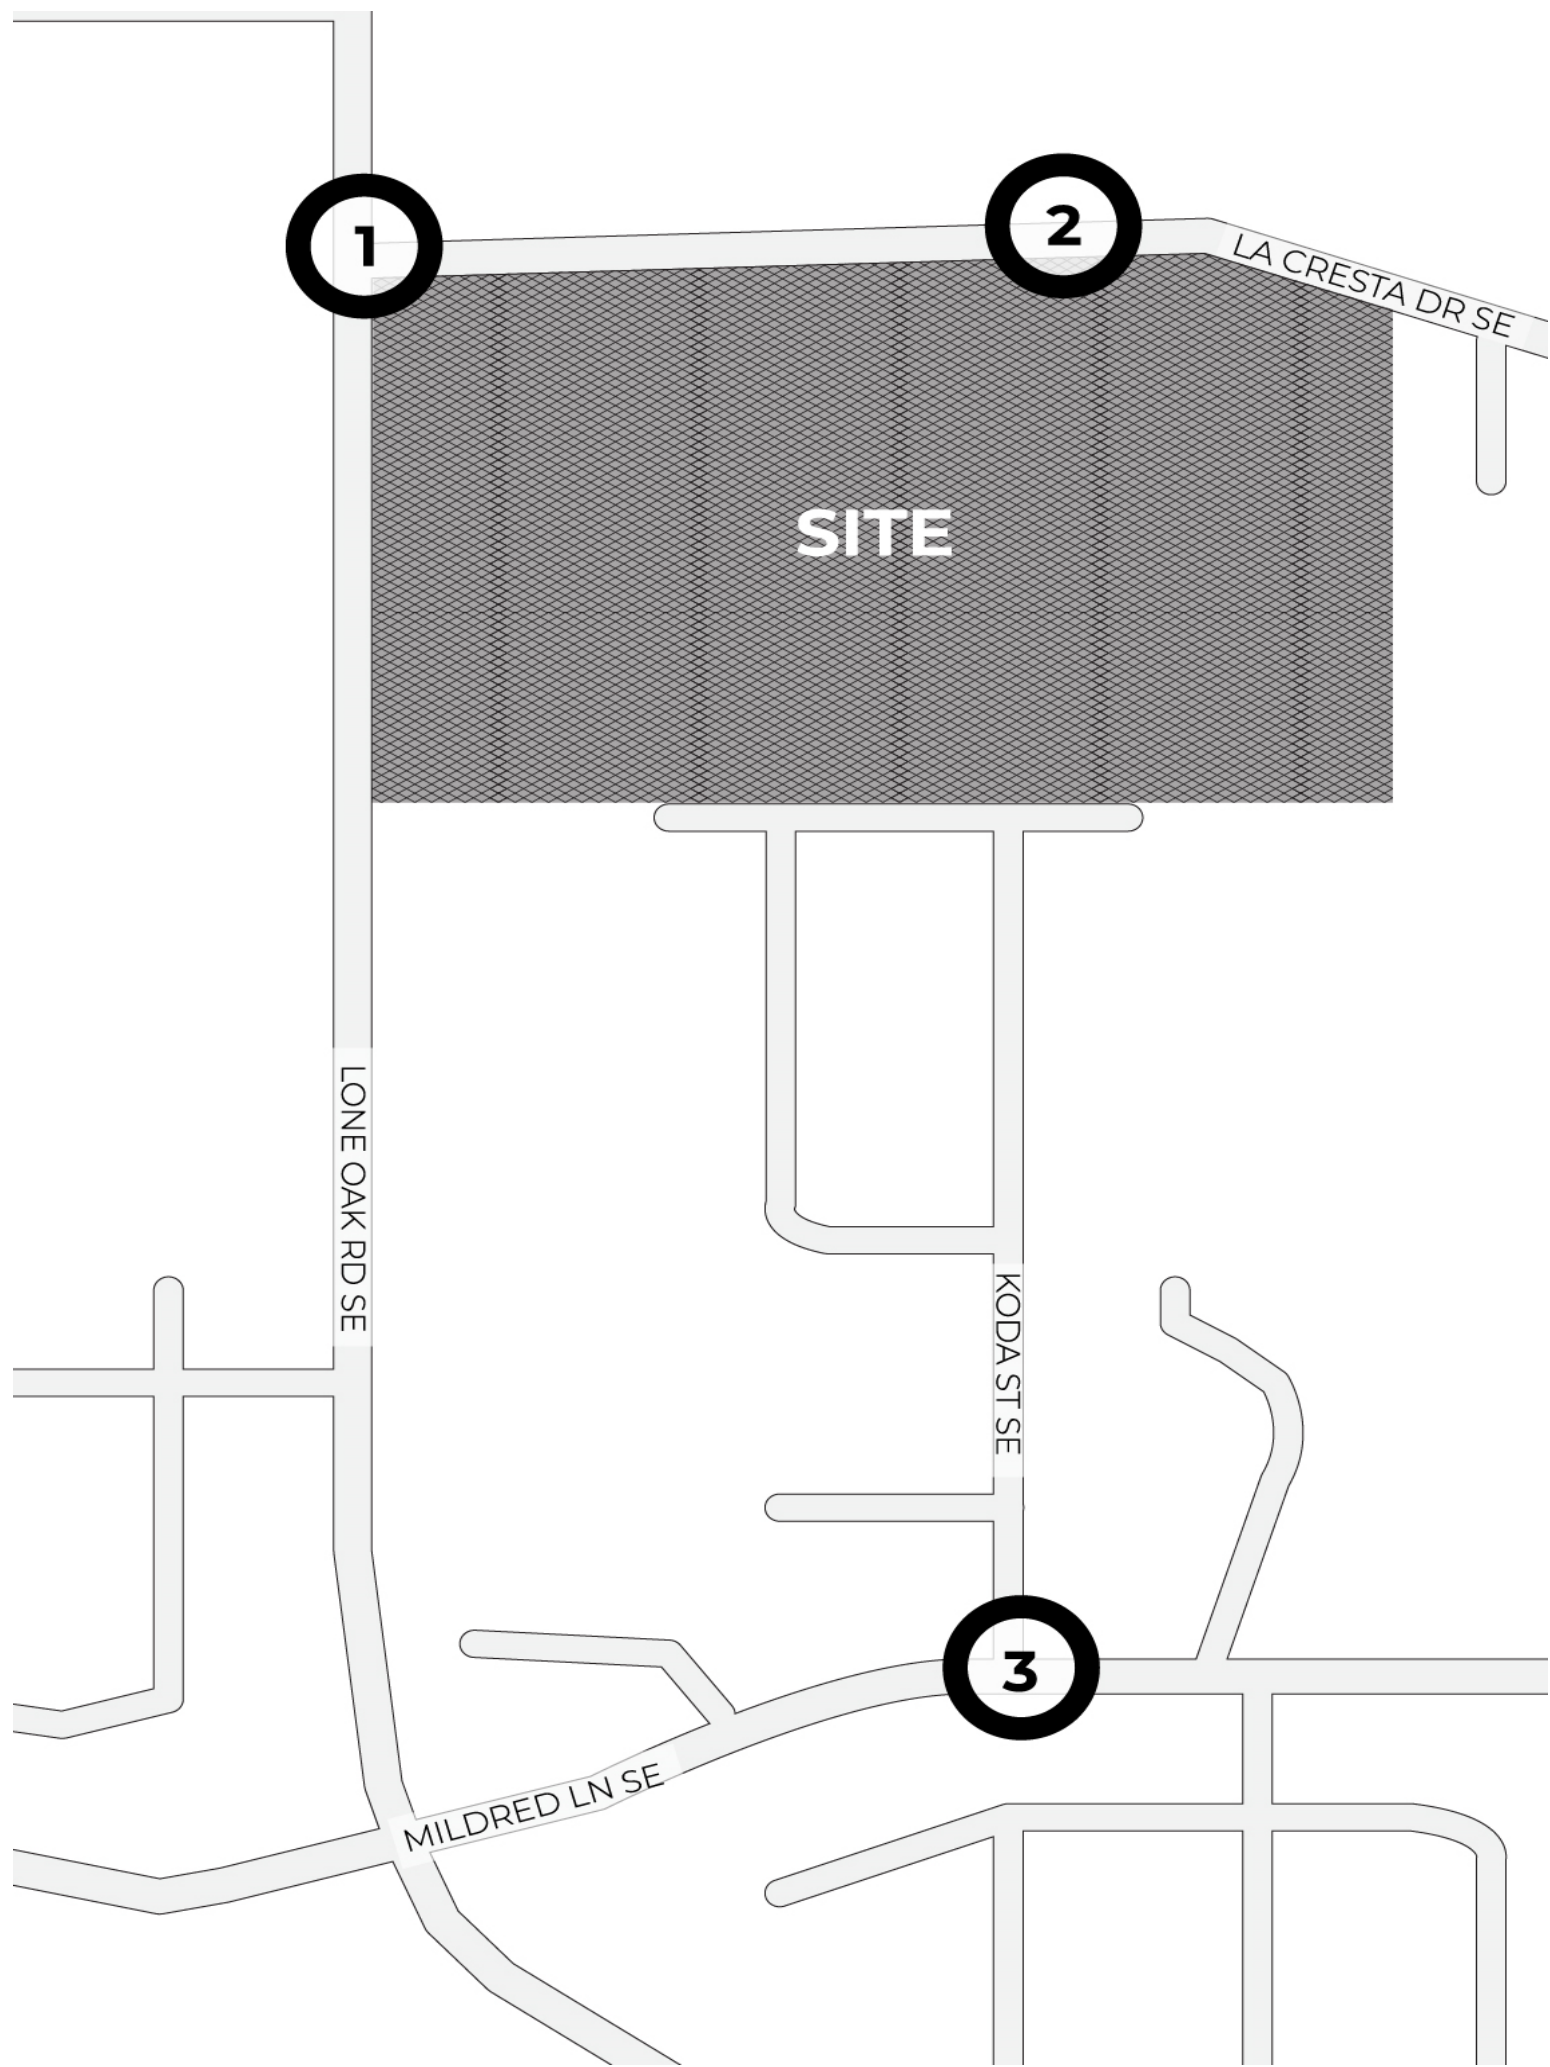 1
2
LA CRESTA DR SE
SITE
LONE OAK RD SE
KODA ST SE
3
MILDRED LN SE